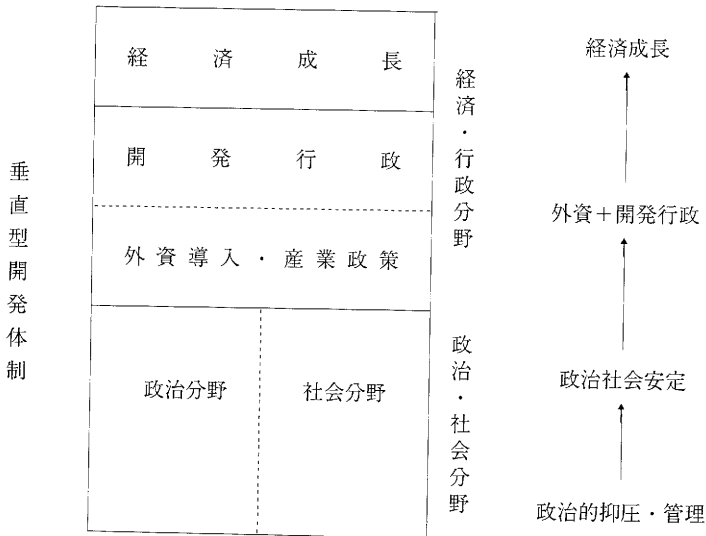 垂直型開発体制
経済成長
開発行政
外資導入・産業政策
政治分野
社会分野
経済・行政分野
政治・社会分野
経済成長
外資＋開発行政
政治社会安定
政治的抑圧・管理